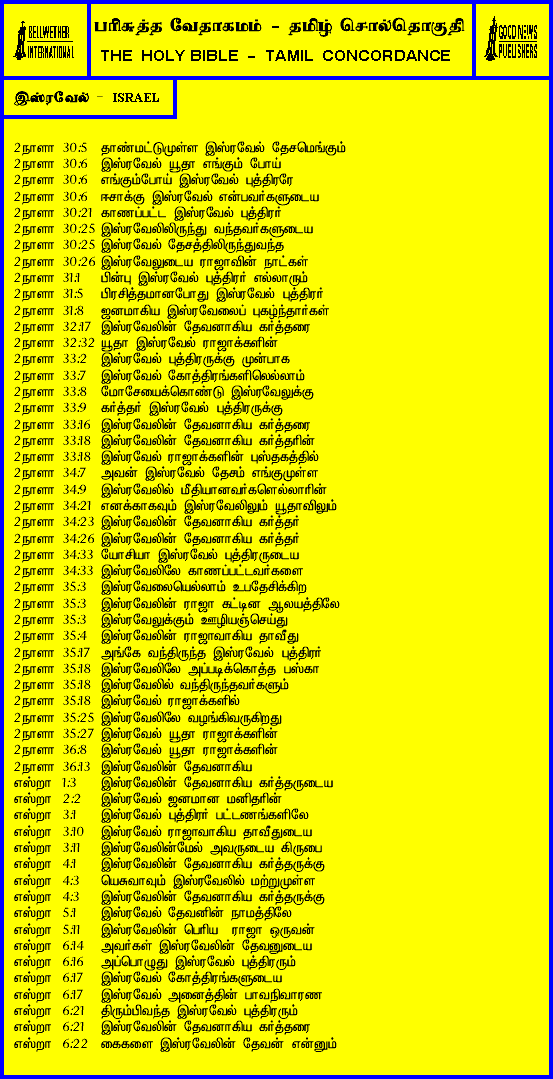 BELLWETHER
INTERNATIONAL
பரிசுத்த வேதாகமம் - தமிழ் சொல்தொகுதி
THE HOLY BIBLE - TAMIL CONCORDANCE
GOOD NEWS
PUBLISHERS
இஸ்ரவேல் - ISRAEL
2நாளா 30:5 தாண்மட்டுமுள்ள இஸ்ரவேல் தேசமெங்கும்
2நாளா 30:6 இஸ்ரவேல் யூதா எங்கும் போய்
2நாளா 30:6 எங்கும்போய் இஸ்ரவேல் புத்திரரே
2நாளா 30:6 ஈசாக்கு இஸ்ரவேல் என்பவர்களுடைய
2நாளா 30:21 காணப்பட்ட இஸ்ரவேல் புத்திரர்
2நாளா 30:25 இஸ்ரவேலிலிருந்து வந்தவர்களுடைய
2நாளா 30:25 இஸ்ரவேல் தேசத்திலிருந்துவந்த
2நாளா 30:26 இஸ்ரவேலுடைய ராஜாவின் நாட்கள்
2நாளா 31:1 பின்பு இஸ்ரவேல் புத்திரர் எல்லாரும்
2நாளா 31:5 பிரசித்தமானபோது இஸ்ரவேல் புத்திரர்
2நாளா 31:8 ஜனமாகிய இஸ்ரவேலைப் புகழ்ந்தார்கள்
2நாளா 32:17 இஸ்ரவேலின் தேவனாகிய கர்த்தரை
2நாளா 32:32 யூதா இஸ்ரவேல் ராஜாக்களின்
2நாளா 33:2 இஸ்ரவேல் புத்திரருக்கு முன்பாக
2நாளா 33:7 இஸ்ரவேல் கோத்திரங்களிலெல்லாம்
2நாளா 33:8 மோசேயைக்கொண்டு இஸ்ரவேலுக்கு
2நாளா 33:9 கர்த்தர் இஸ்ரவேல் புத்திரருக்கு
2நாளா 33:16 இஸ்ரவேலின் தேவனாகிய கர்த்தரை
2நாளா 33:18 இஸ்ரவேலின் தேவனாகிய கர்த்தரின்
2நாளா 33:18 இஸ்ரவேல் ராஜாக்களின் புஸ்தகத்தில்
2நாளா 34:7 அவன் இஸ்ரவேல் தேசம் எங்குமுள்ள
2நாளா 34:9 இஸ்ரவேலில் மீதியானவர்களெல்லாரின்
2நாளா 34:21 எனக்காகவும் இஸ்ரவேலிலும் யூதாவிலும்
2நாளா 34:23 இஸ்ரவேலின் தேவனாகிய கர்த்தர்
2நாளா 34:26 இஸ்ரவேலின் தேவனாகிய கர்த்தர்
2நாளா 34:33 யோசியா இஸ்ரவேல் புத்திரருடைய
2நாளா 34:33 இஸ்ரவேலிலே காணப்பட்டவர்களை
2நாளா 35:3 இஸ்ரவேலையெல்லாம் உபதேசிக்கிற
2நாளா 35:3 இஸ்ரவேலின் ராஜா கட்டின ஆலயத்திலே
2நாளா 35:3 இஸ்ரவேலுக்கும் ஊழியஞ்செய்து
2நாளா 35:4 இஸ்ரவேலின் ராஜாவாகிய தாவீது
2நாளா 35:17 அங்கே வந்திருந்த இஸ்ரவேல் புத்திரர்
2நாளா 35:18 இஸ்ரவேலிலே அப்படிக்கொத்த பஸ்கா
2நாளா 35:18 இஸ்ரவேலில் வந்திருந்தவர்களும்
2நாளா 35:18 இஸ்ரவேல் ராஜாக்களில்
2நாளா 35:25 இஸ்ரவேலிலே வழங்கிவருகிறது
2நாளா 35:27 இஸ்ரவேல் யூதா ராஜாக்களின்
2நாளா 36:8 இஸ்ரவேல் யூதா ராஜாக்களின்
2நாளா 36:13 இஸ்ரவேலின் தேவனாகிய
எஸ்றா 1:3 இஸ்ரவேலின் தேவனாகிய கர்த்தருடைய
எஸ்றா 2:2 இஸ்ரவேல் ஜனமான மனிதரின்
எஸ்றா 3:1 இஸ்ரவேல் புத்திரர் பட்டணங்களிலே
எஸ்றா 3:10 இஸ்ரவேல் ராஜாவாகிய தாவீதுடைய
எஸ்றா 3:11 இஸ்ரவேலின்மேல் அவருடைய கிருபை
எஸ்றா 4:1 இஸ்ரவேலின் தேவனாகிய கர்த்தருக்கு
எஸ்றா 4:3 யெசுவாவும் இஸ்ரவேலில் மற்றுமுள்ள
எஸ்றா 4:3 இஸ்ரவேலின் தேவனாகிய கர்த்தருக்கு
எஸ்றா 5:1 இஸ்ரவேல் தேவனின் நாமத்திலே
எஸ்றா 5:11 இஸ்ரவேலின் பெரிய ராஜா ஒருவன்
எஸ்றா 6:14 அவர்கள் இஸ்ரவேலின் தேவனுடைய
எஸ்றா 6:16 அப்பொழுது இஸ்ரவேல் புத்திரரும்
எஸ்றா 6:17 இஸ்ரவேல் கோத்திரங்களுடைய
எஸ்றா 6:17 இஸ்ரவேல் அனைத்தின் பாவநிவாரண
எஸ்றா 6:21 திரும்பிவந்த இஸ்ரவேல் புத்திரரும்
எஸ்றா 6:21 இஸ்ரவேலின் தேவனாகிய கர்த்தரை
எஸ்றா 6:22 கைகளை இஸ்ரவேலின் தேவன் என்னும்